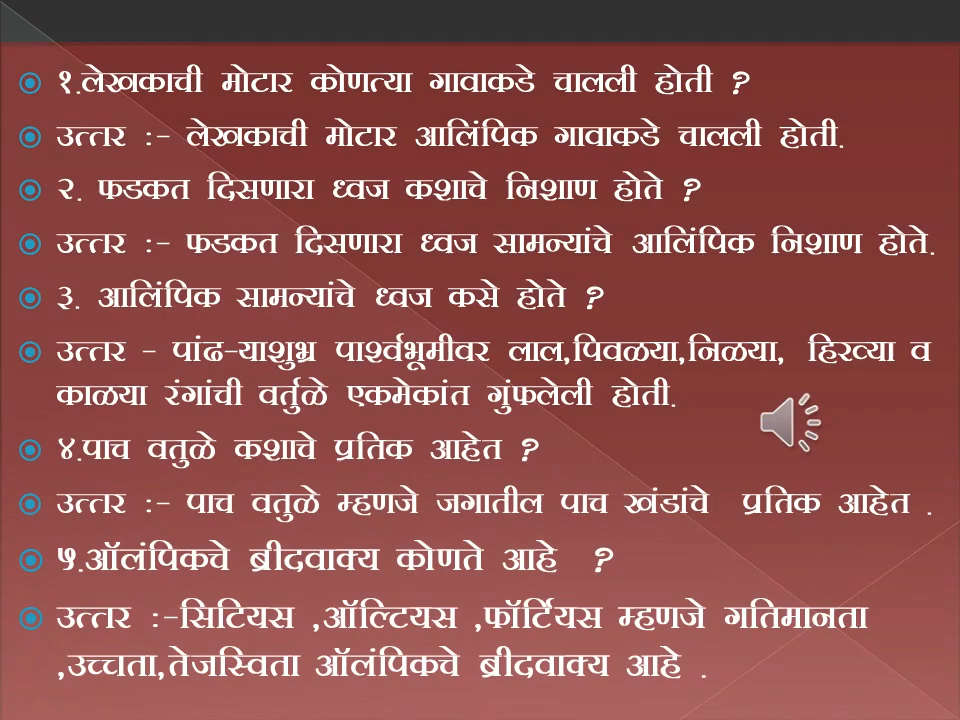 १.लेखकाची मोटार कोणत्या गावाकडे चालली होती ?
उत्तर :- लेखकाची मोटार आलिंपिक गावाकडे चालली होती.
२. फडकत दिसणारा ध्वज कशाचे निशाण होते ?
उत्तर :- फडकत दिसणारा ध्वज सामन्यांचे आलिंपिक निशाण होते.
३. आलिंपिक सामन्यांचे ध्वज कसे होते ?
उत्तर - पांढ-याशुभ्र पार्श्वभूमीवर लाल,पिवळया,निळया, हिरव्या व
काळया रंगांची वर्तुळे एकमेकांत गुंफलेली होती.
४.पाच वतुळे कशाचे प्रतिक आहेत ?
उत्तर :- पाच वतुळे म्हणजे जगातील पाच खंडांचे प्रतिक आहेत .
५.ऑलंपिकचे ब्रीदवाक्य कोणते आहे ?
उत्तर :-सिटियस ,ऑल्टियस ,फॉर्टियस म्हणजे गतिमानता
,उच्चता,तेजस्विता ऑलंपिकचे ब्रीदवाक्य आहे .